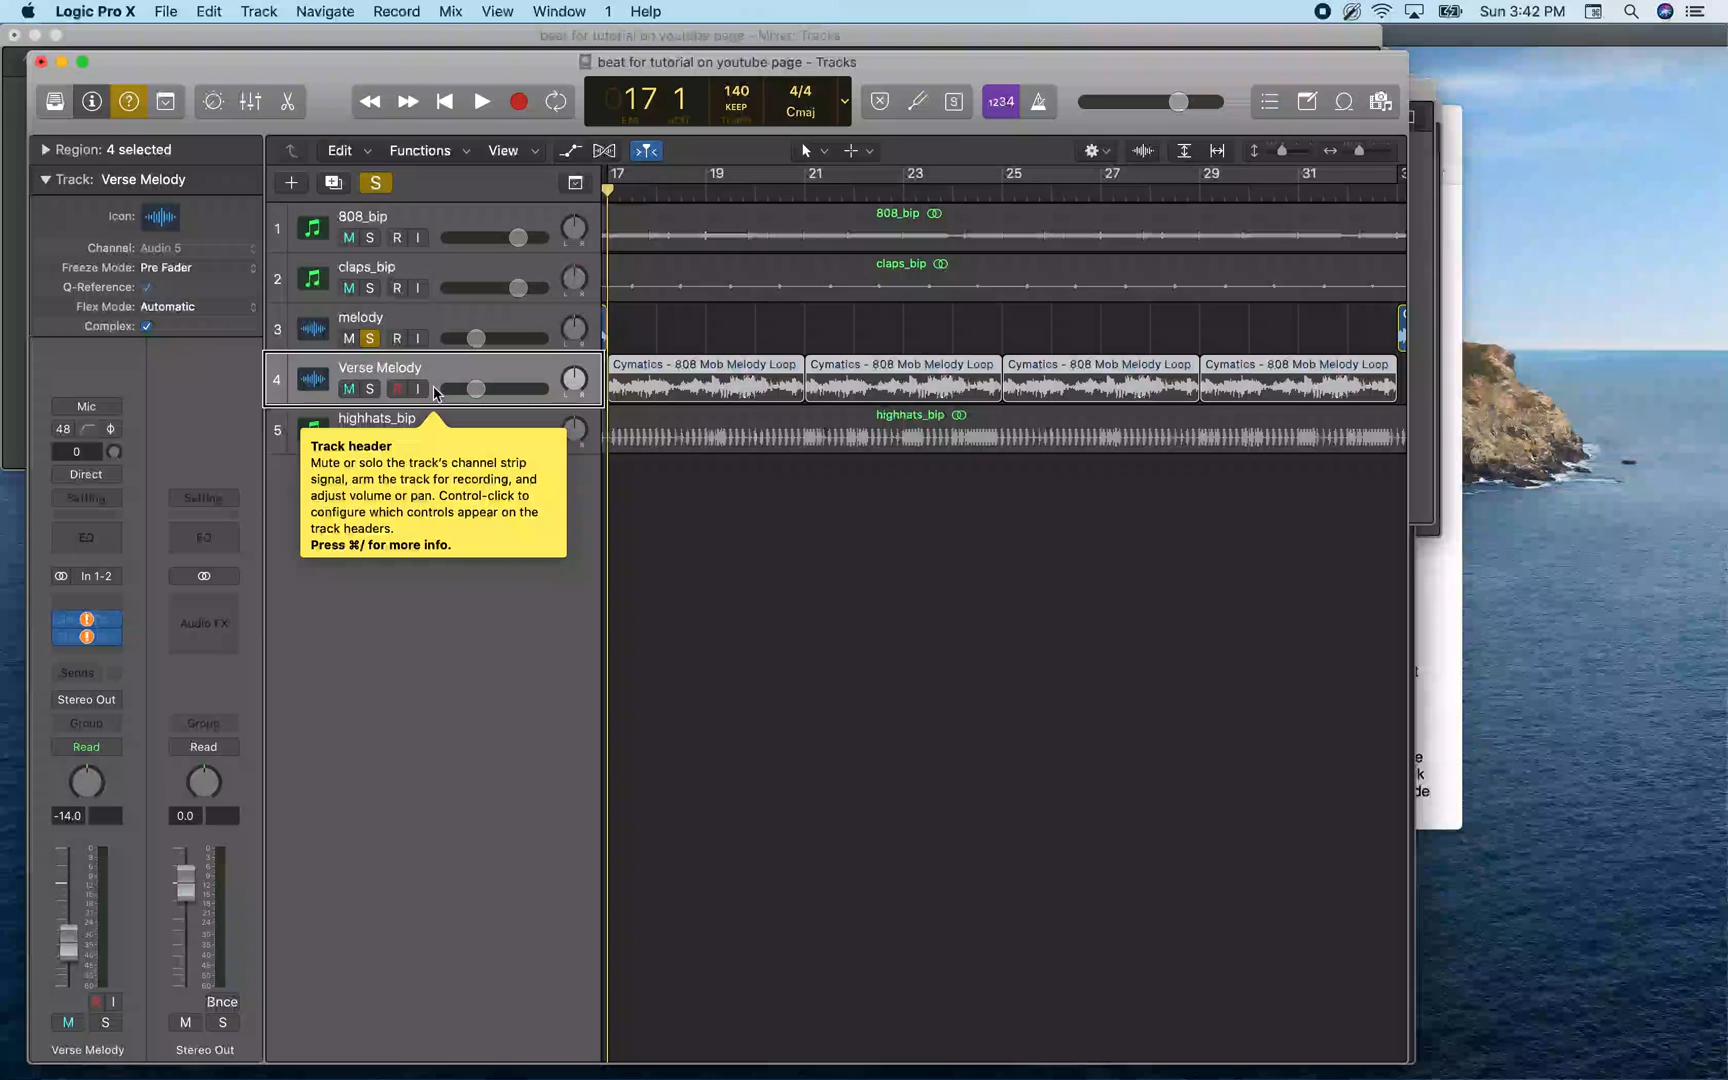 Logic Pro X File Edit Track Navigate Record Mix View Window 1 Help
Sun 3:42 PM
beat for tutorial on youtube page - Mixer: Tracks
beat for tutorial on youtube page - Tracks
17 1
140
KEEP
4/4
Cmaj
1234
Region: 4 selected
Edit Functions View
Track: Verse Melody
S
17 19 21 23 25 27 29 31
Icon:
Channel: Audio 5
Freeze Mode: Pre Fader
Q-Reference:
Flex Mode: Automatic
Complex:
1 808_bip
M S R I
L R
808_bip
2 claps_bip
M S R I
L R
claps_bip
3 melody
M S R I
L R
4 Verse Melody
M S R I
Cymatics - 808 Mob Melody Loop
Cymatics - 808 Mob Melody Loop
Cymatics - 808 Mob Melody Loop
Cymatics - 808 Mob Melody Loop
5 highhats_bip
highhats_bip
Track header
Mute or solo the track's channel strip
signal, arm the track for recording, and
adjust volume or pan. Control-click to
configure which controls appear on the
track headers.
Press ⌘/ for more info.
Mic
48
0
Direct
Setting Setting
EQ EQ
In 1-2
Audio FX
Sends
Stereo Out
Group Group
Read Read
-14.0 0.0
R I Bnce
M S M S
Verse Melody Stereo Out